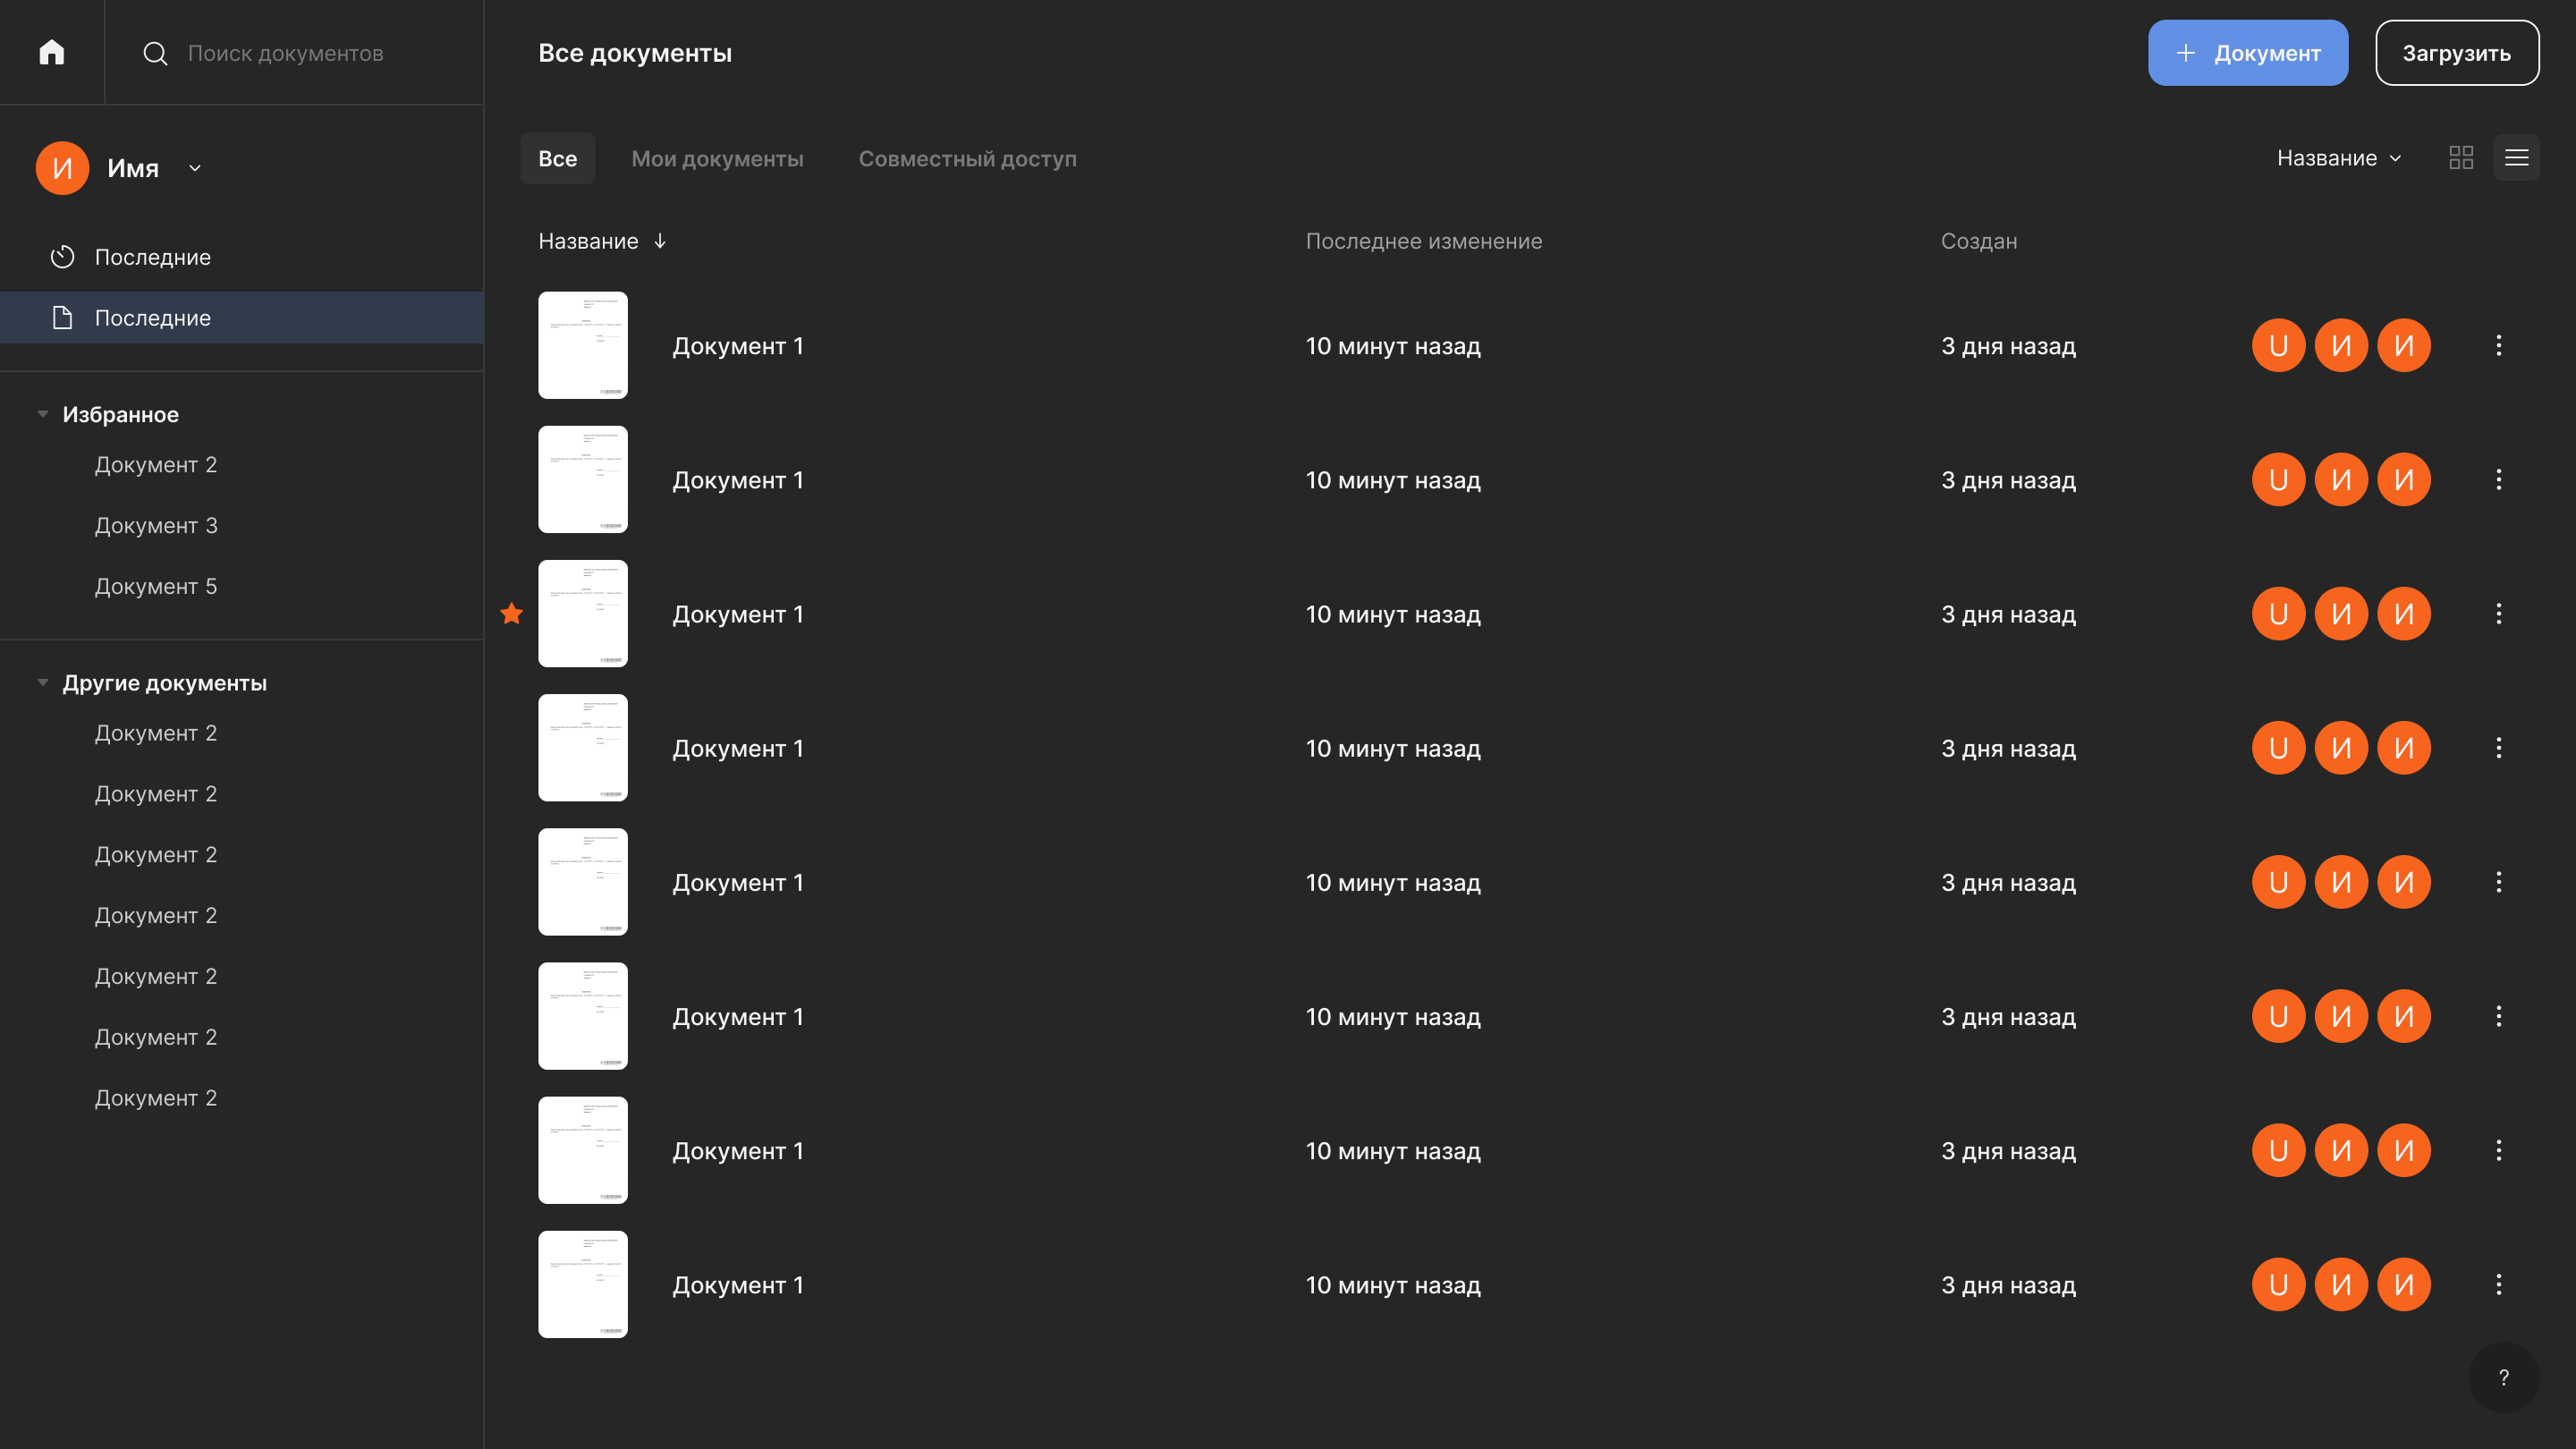 Поиск документов
Все документы
Документ
Загрузить
И Имя
Все
Мои документы
Совместный доступ
Название
Последние
Последние
Избранное
Документ 2
Документ 3
Документ 5
Другие документы
Документ 2
Документ 2
Документ 2
Документ 2
Документ 2
Документ 2
Документ 2
Название
Последнее изменение
Создан
Документ 1 10 минут назад 3 дня назад U И И
Документ 1 10 минут назад 3 дня назад U И И
Документ 1 10 минут назад 3 дня назад U И И
Документ 1 10 минут назад 3 дня назад U И И
Документ 1 10 минут назад 3 дня назад U И И
Документ 1 10 минут назад 3 дня назад U И И
Документ 1 10 минут назад 3 дня назад U И И
Документ 1 10 минут назад 3 дня назад U И И
?